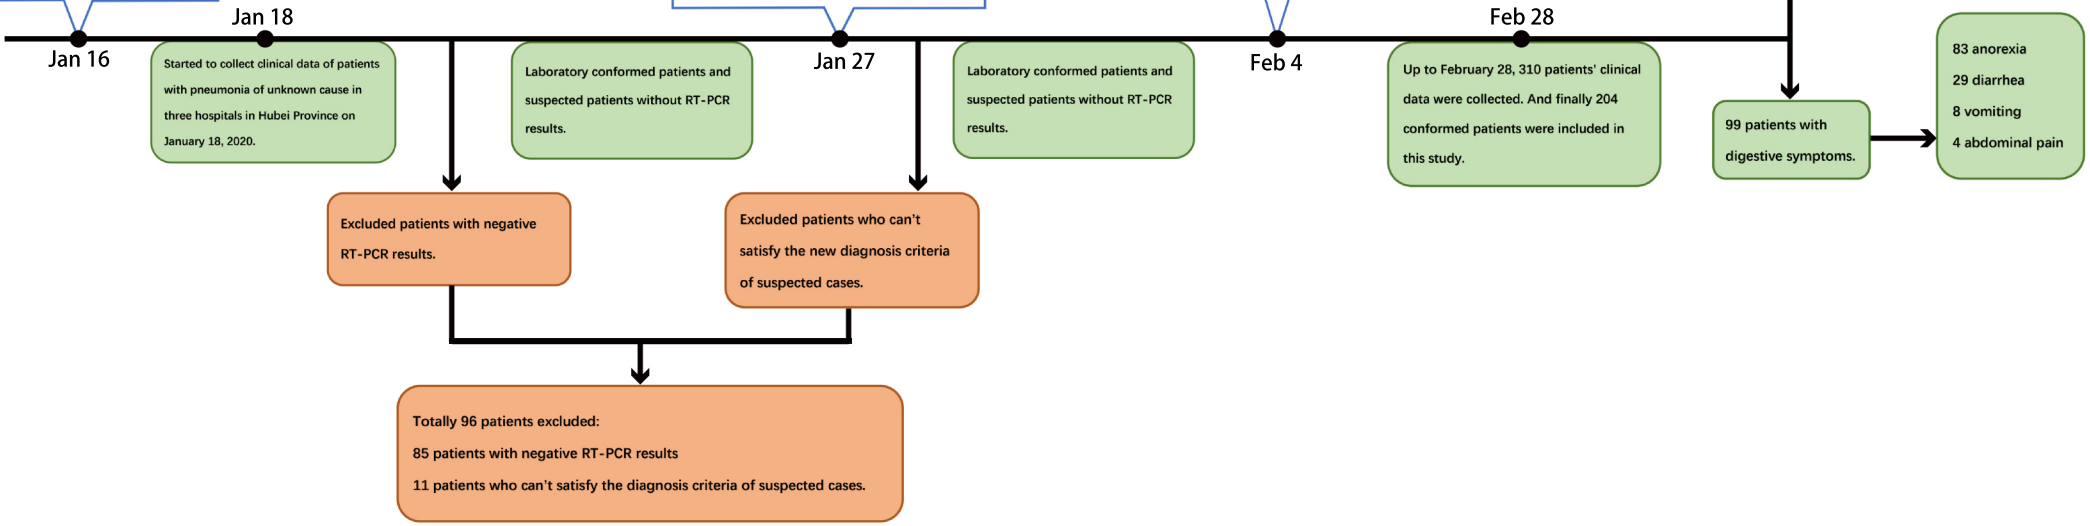 Jan 16
Jan 18
Jan 27
Feb 4
Feb 28
Started to collect clinical data of patients
with pneumonia of unknown cause in
three hospitals in Hubei Province on
January 18, 2020.
Laboratory conformed patients and
suspected patients without RT-PCR
results.
Laboratory conformed patients and
suspected patients without RT-PCR
results.
Up to February 28, 310 patients' clinical
data were collected. And finally 204
conformed patients were included in
this study.
99 patients with
digestive symptoms.
83 anorexia
29 diarrhea
8 vomiting
4 abdominal pain
Excluded patients with negative
RT-PCR results.
Excluded patients who can't
satisfy the new diagnosis criteria
of suspected cases.
Totally 96 patients excluded:
85 patients with negative RT-PCR results
11 patients who can't satisfy the diagnosis criteria of suspected cases.